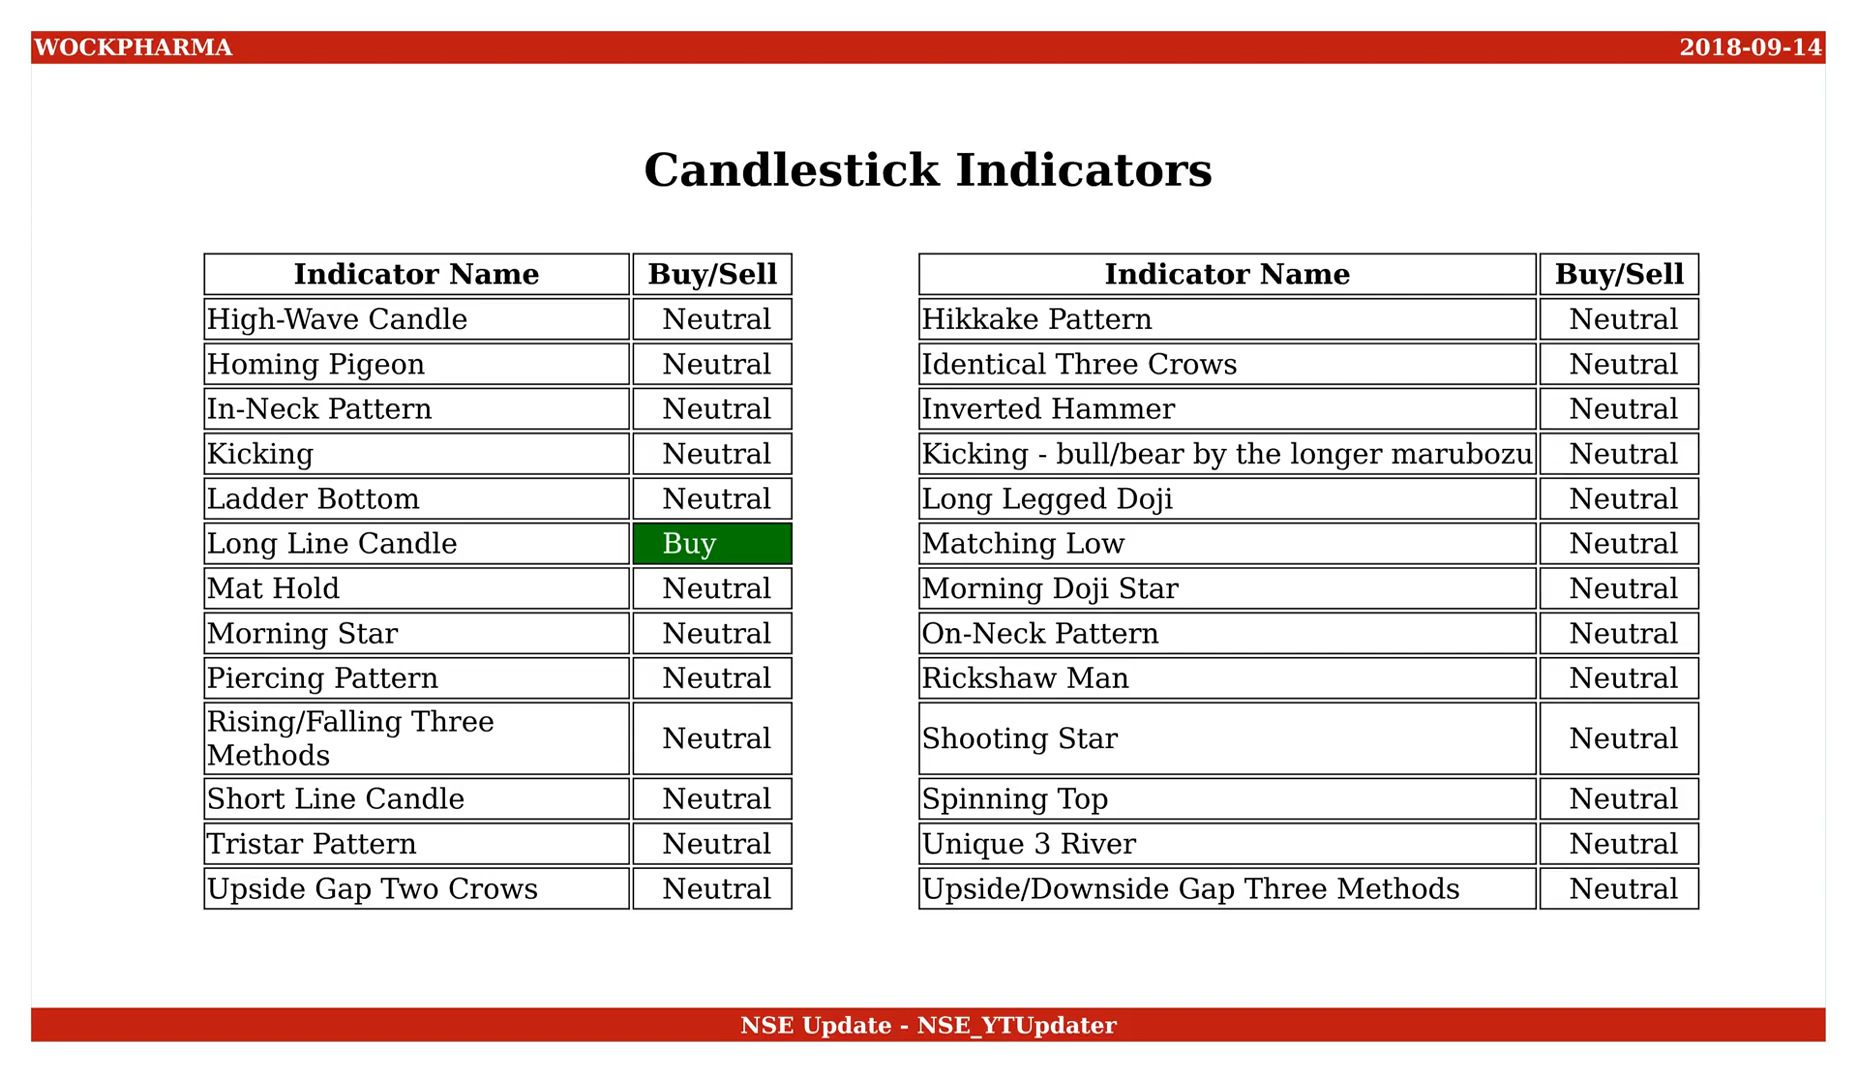 WOCKPHARMA 2018-09-14
Candlestick Indicators
Indicator Name Buy/Sell Indicator Name Buy/Sell
High-Wave Candle Neutral Hikkake Pattern Neutral
Homing Pigeon Neutral Identical Three Crows Neutral
In-Neck Pattern Neutral Inverted Hammer Neutral
Kicking Neutral Kicking - bull/bear by the longer marubozu Neutral
Ladder Bottom Neutral Long Legged Doji Neutral
Long Line Candle Buy Matching Low Neutral
Mat Hold Neutral Morning Doji Star Neutral
Morning Star Neutral On-Neck Pattern Neutral
Piercing Pattern Neutral Rickshaw Man Neutral
Rising/Falling Three
Methods Neutral Shooting Star Neutral
Short Line Candle Neutral Spinning Top Neutral
Tristar Pattern Neutral Unique 3 River Neutral
Upside Gap Two Crows Neutral Upside/Downside Gap Three Methods Neutral
NSE Update - NSE_YTUpdater